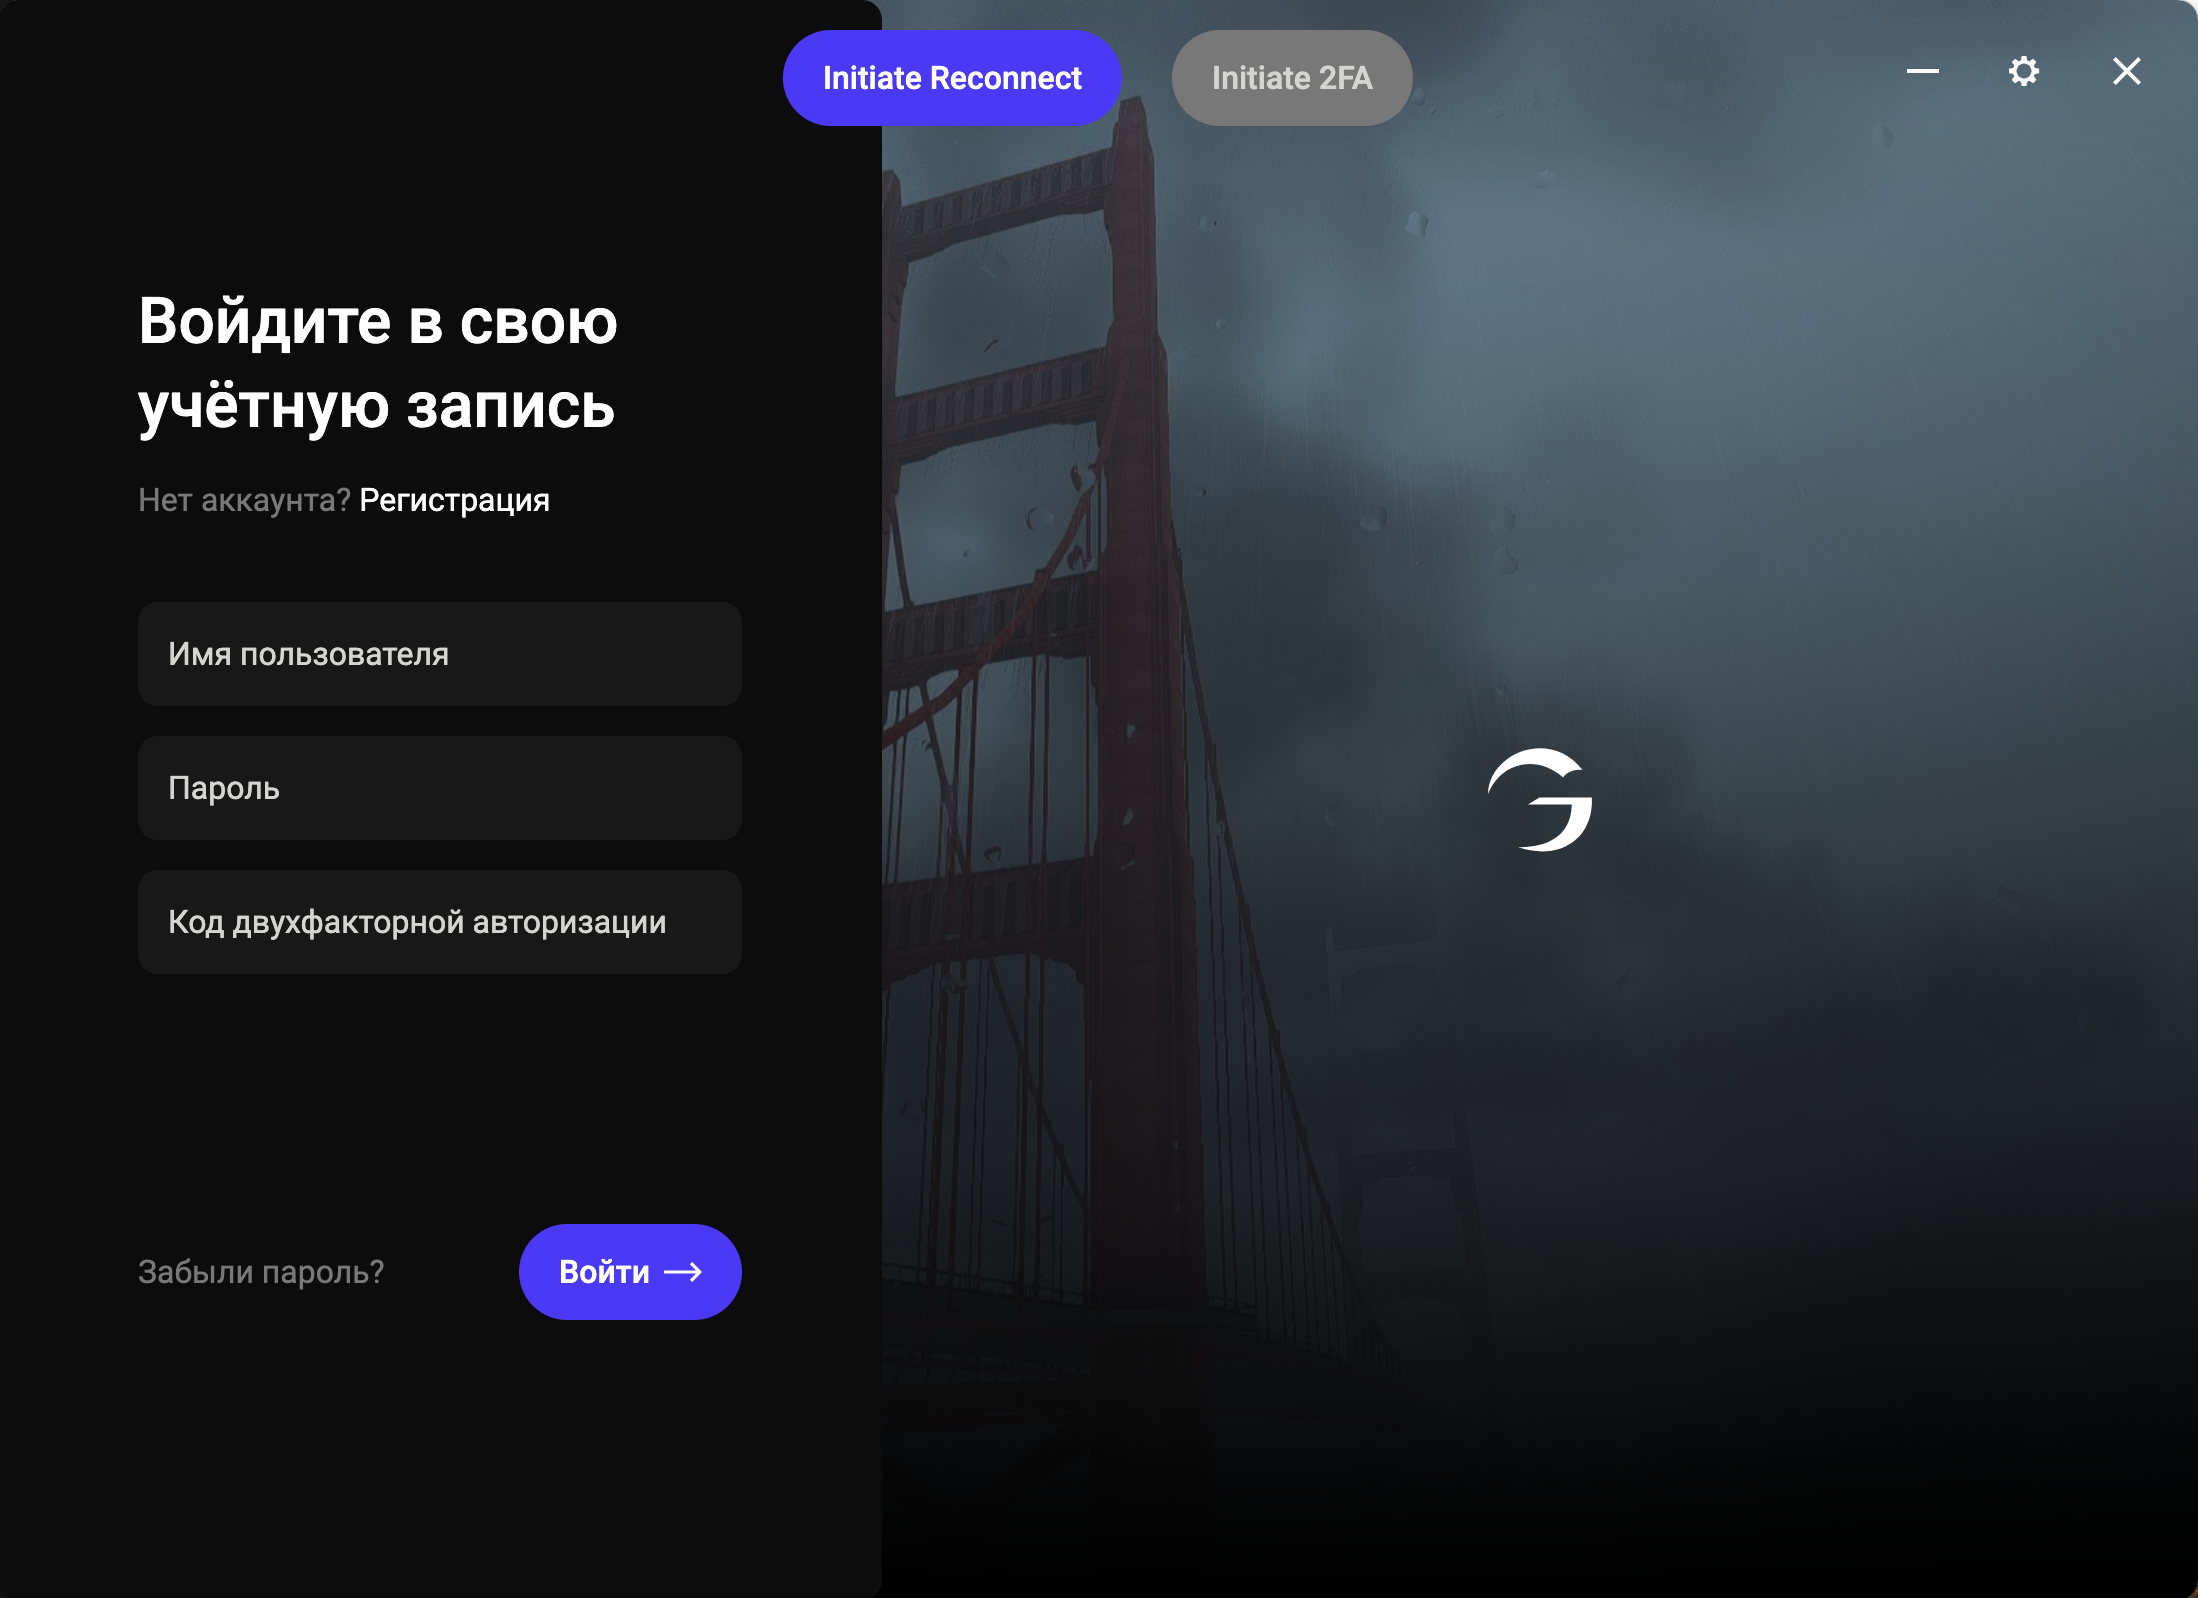 Initiate Reconnect
Initiate 2FA
Войдите в свою
учётную запись
Нет аккаунта? Регистрация
Имя пользователя
Пароль
Код двухфакторной авторизации
Забыли пароль?
Войти